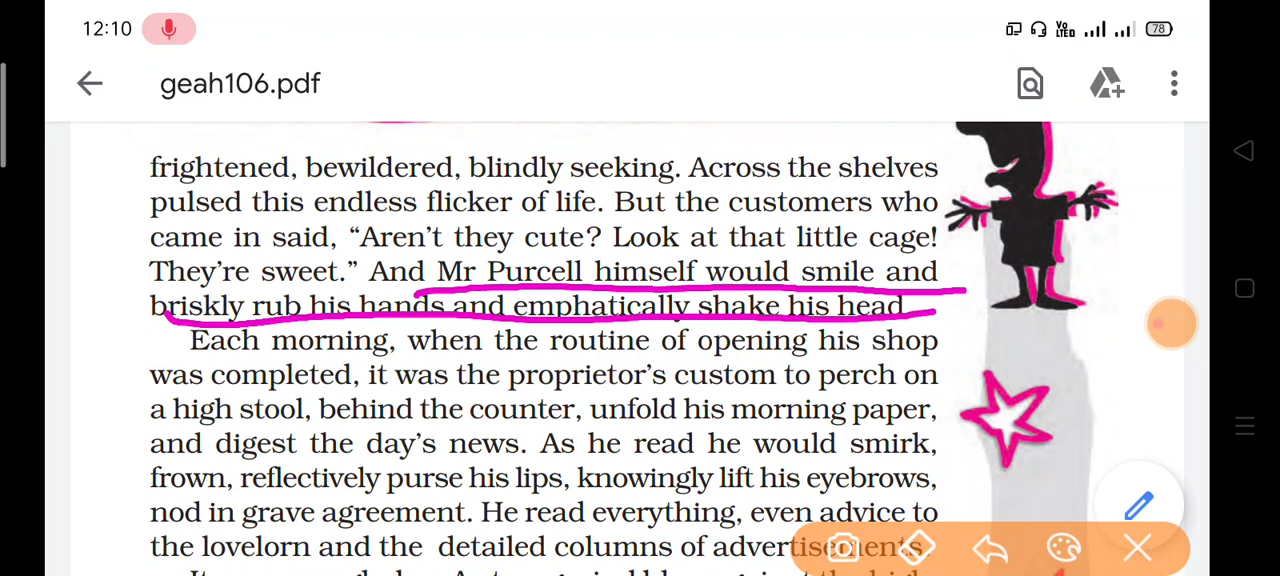 12:10
Vo
LTED
78
geah106.pdf
frightened, bewildered, blindly seeking. Across the shelves
pulsed this endless flicker of life. But the customers who
came in said, “Aren’t they cute? Look at that little cage!
They’re sweet.” And Mr Purcell himself would smile and
briskly rub his hands and emphatically shake his head
Each morning, when the routine of opening his shop
was completed, it was the proprietor’s custom to perch on
a high stool, behind the counter, unfold his morning paper,
and digest the day’s news. As he read he would smirk,
frown, reflectively purse his lips, knowingly lift his eyebrows,
nod in grave agreement. He read everything, even advice to
the lovelorn and the detailed columns of advertisements.